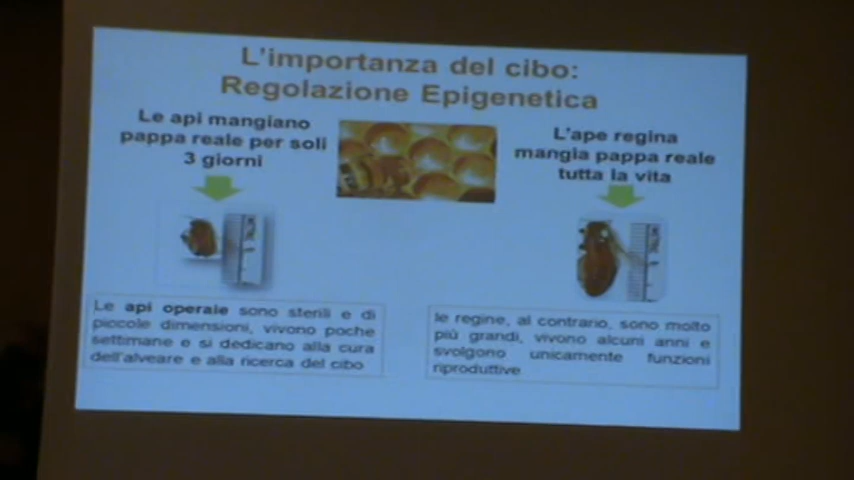 L'importanza del cibo:
Regolazione Epigenetica
Le api mangiano
pappa reale per soli
3 giorni
L'ape regina
mangia pappa reale
tutta la vita
Le api operaie sono sterili e di
piccole dimensioni, vivono poche
settimane e si dedicano alla cura
dell'alveare e alla ricerca del cibo
le regine, al contrario, sono molto
più grandi, vivono alcuni anni e
svolgono unicamente funzioni
riproduttive